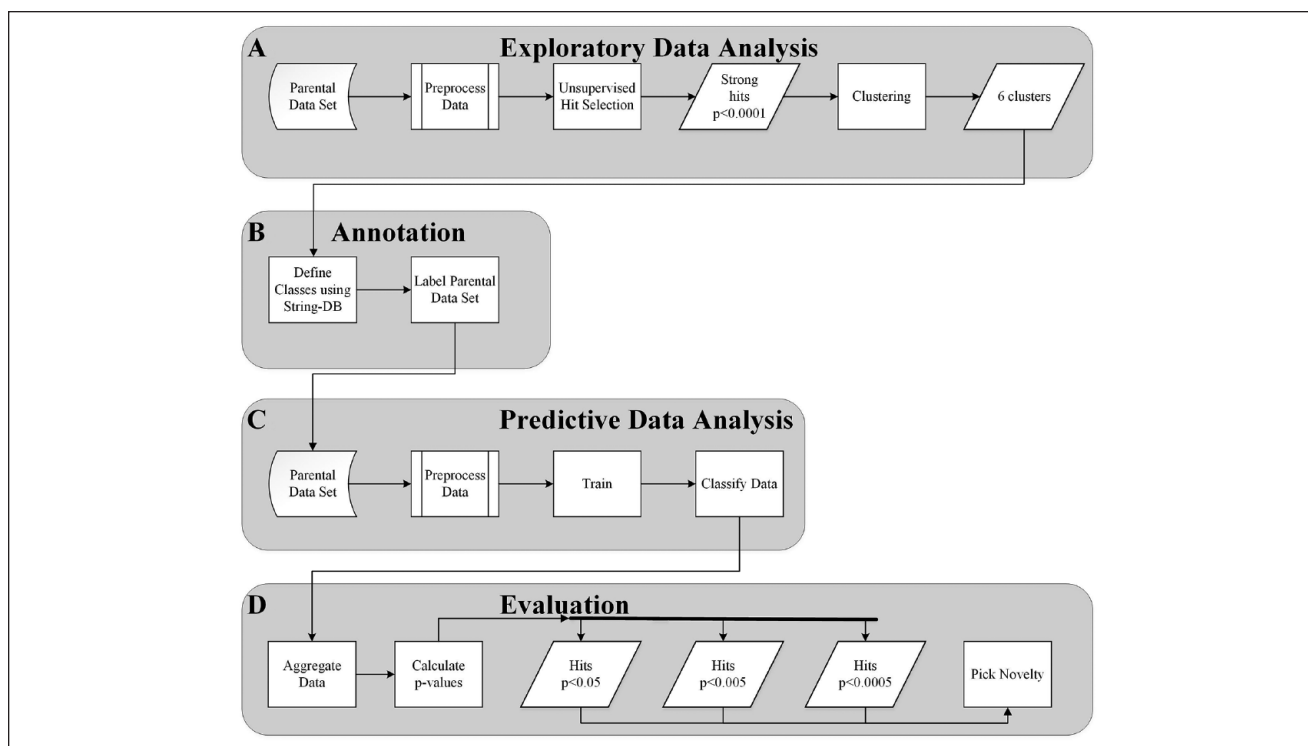 A Exploratory Data Analysis
Parental
Data Set
Preprocess
Data
Unsupervised
Hit Selection
Strong
hits
p<0.0001
Clustering
6 clusters
B Annotation
Define
Classes using
String-DB
Label Parental
Data Set
C Predictive Data Analysis
Parental
Data Set
Preprocess
Data
Train
Classify Data
D Evaluation
Aggregate
Data
Calculate
p-values
Hits
p<0.05
Hits
p<0.005
Hits
p<0.0005
Pick Novelty